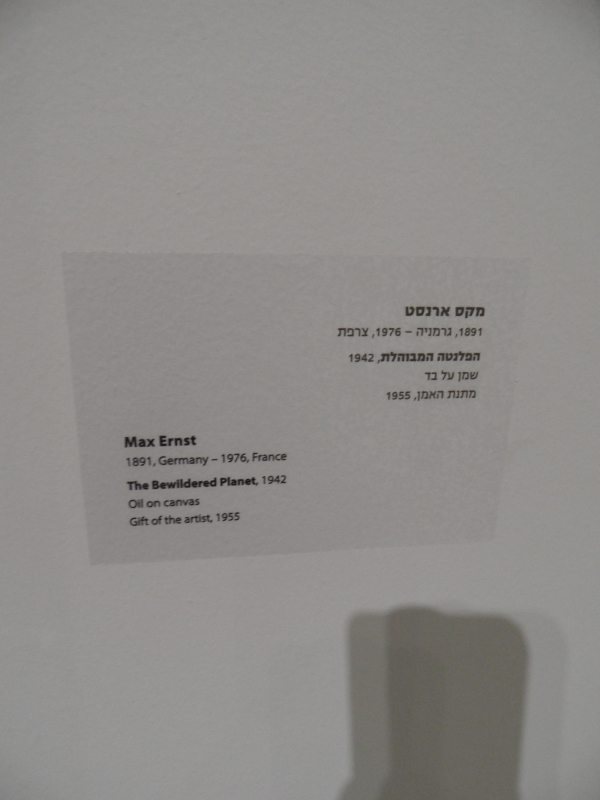 מקס ארנסט
1891, גרמניה – 1976, צרפת
הפלנטה המבוהלת, 1942
שמן על בד
מתנת האמן, 1955
Max Ernst
1891, Germany – 1976, France
The Bewildered Planet, 1942
Oil on canvas
Gift of the artist, 1955